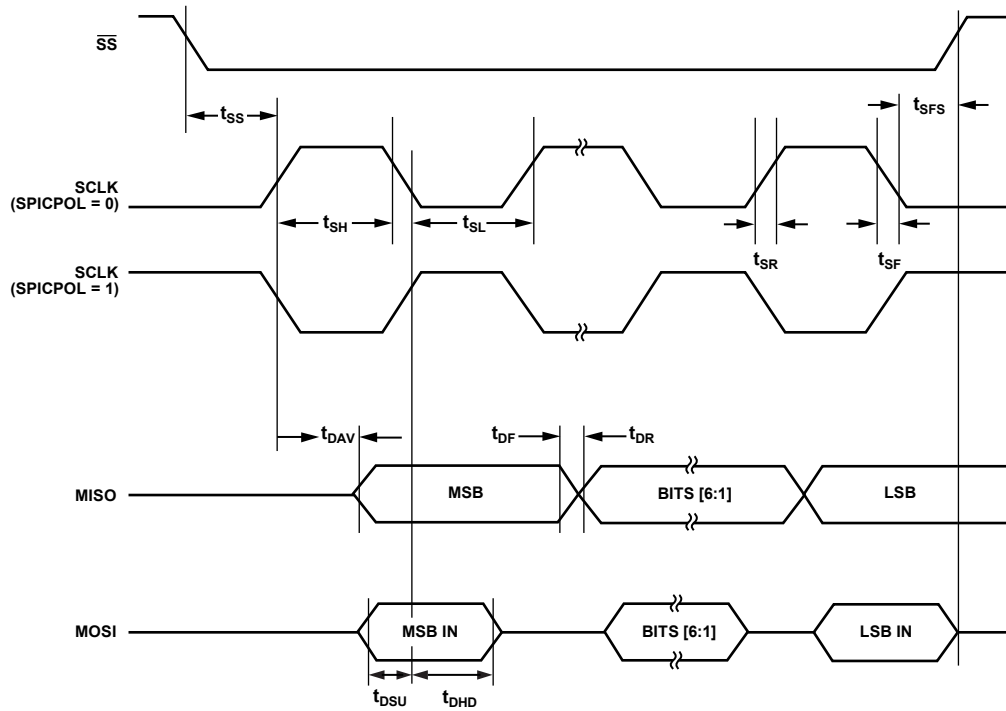 SS
tSS
tSFS
SCLK
(SPICPOL = 0)
tSH
tSL
tSR
tSF
SCLK
(SPICPOL = 1)
tDAV
tDF
tDR
MISO
MSB
BITS [6:1]
LSB
MOSI
MSB IN
BITS [6:1]
LSB IN
tDSU
tDHD